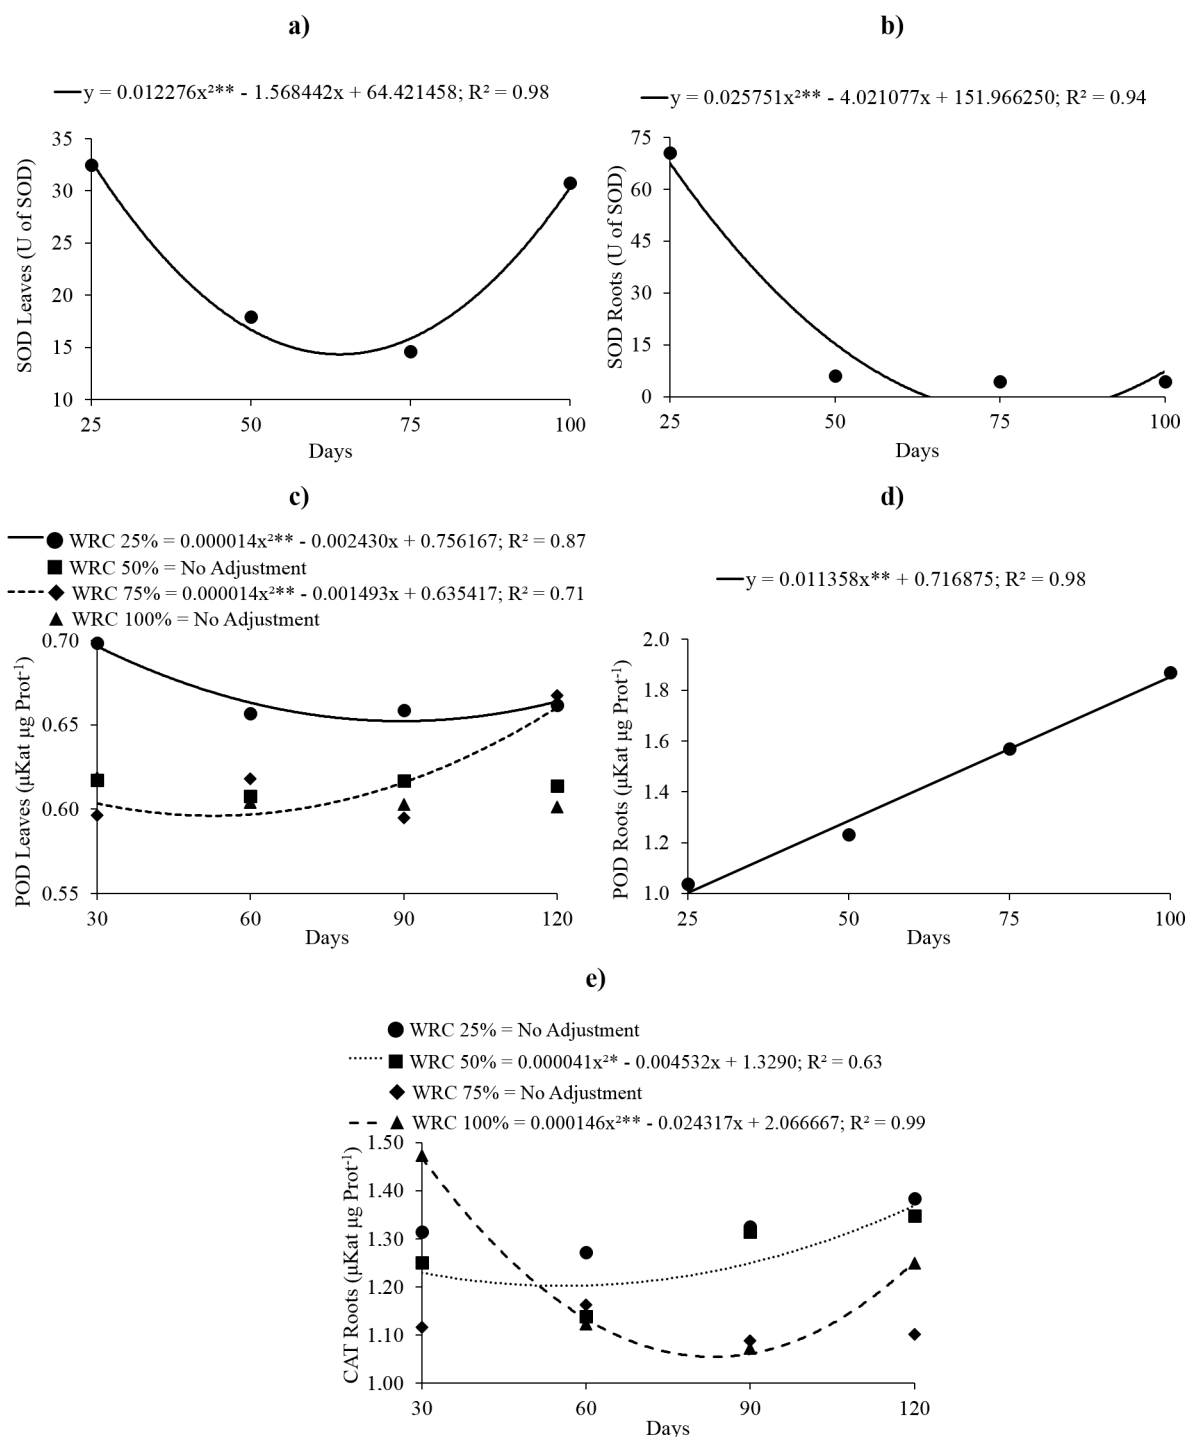 a)
y = 0.012276x²** - 1.568442x + 64.421458; R² = 0.98
35
30
25
20
15
10
SOD Leaves (U of SOD)
25 50 75 100
Days
b)
y = 0.025751x²** - 4.021077x + 151.966250; R² = 0.94
75
60
45
30
15
0
SOD Roots (U of SOD)
25 50 75 100
Days
c)
WRC 25% = 0.000014x²** - 0.002430x + 0.756167; R² = 0.87
WRC 50% = No Adjustment
WRC 75% = 0.000014x²** - 0.001493x + 0.635417; R² = 0.71
WRC 100% = No Adjustment
0.70
0.65
0.60
0.55
POD Leaves (µKat µg Prot⁻¹)
30 60 90 120
Days
d)
y = 0.011358x** + 0.716875; R² = 0.98
2.0
1.8
1.6
1.4
1.2
1.0
POD Roots (µKat µg Prot⁻¹)
25 50 75 100
Days
e)
WRC 25% = No Adjustment
WRC 50% = 0.000041x²* - 0.004532x + 1.3290; R² = 0.63
WRC 75% = No Adjustment
WRC 100% = 0.000146x²** - 0.024317x + 2.066667; R² = 0.99
1.50
1.40
1.30
1.20
1.10
1.00
CAT Roots (µKat µg Prot⁻¹)
30 60 90 120
Days